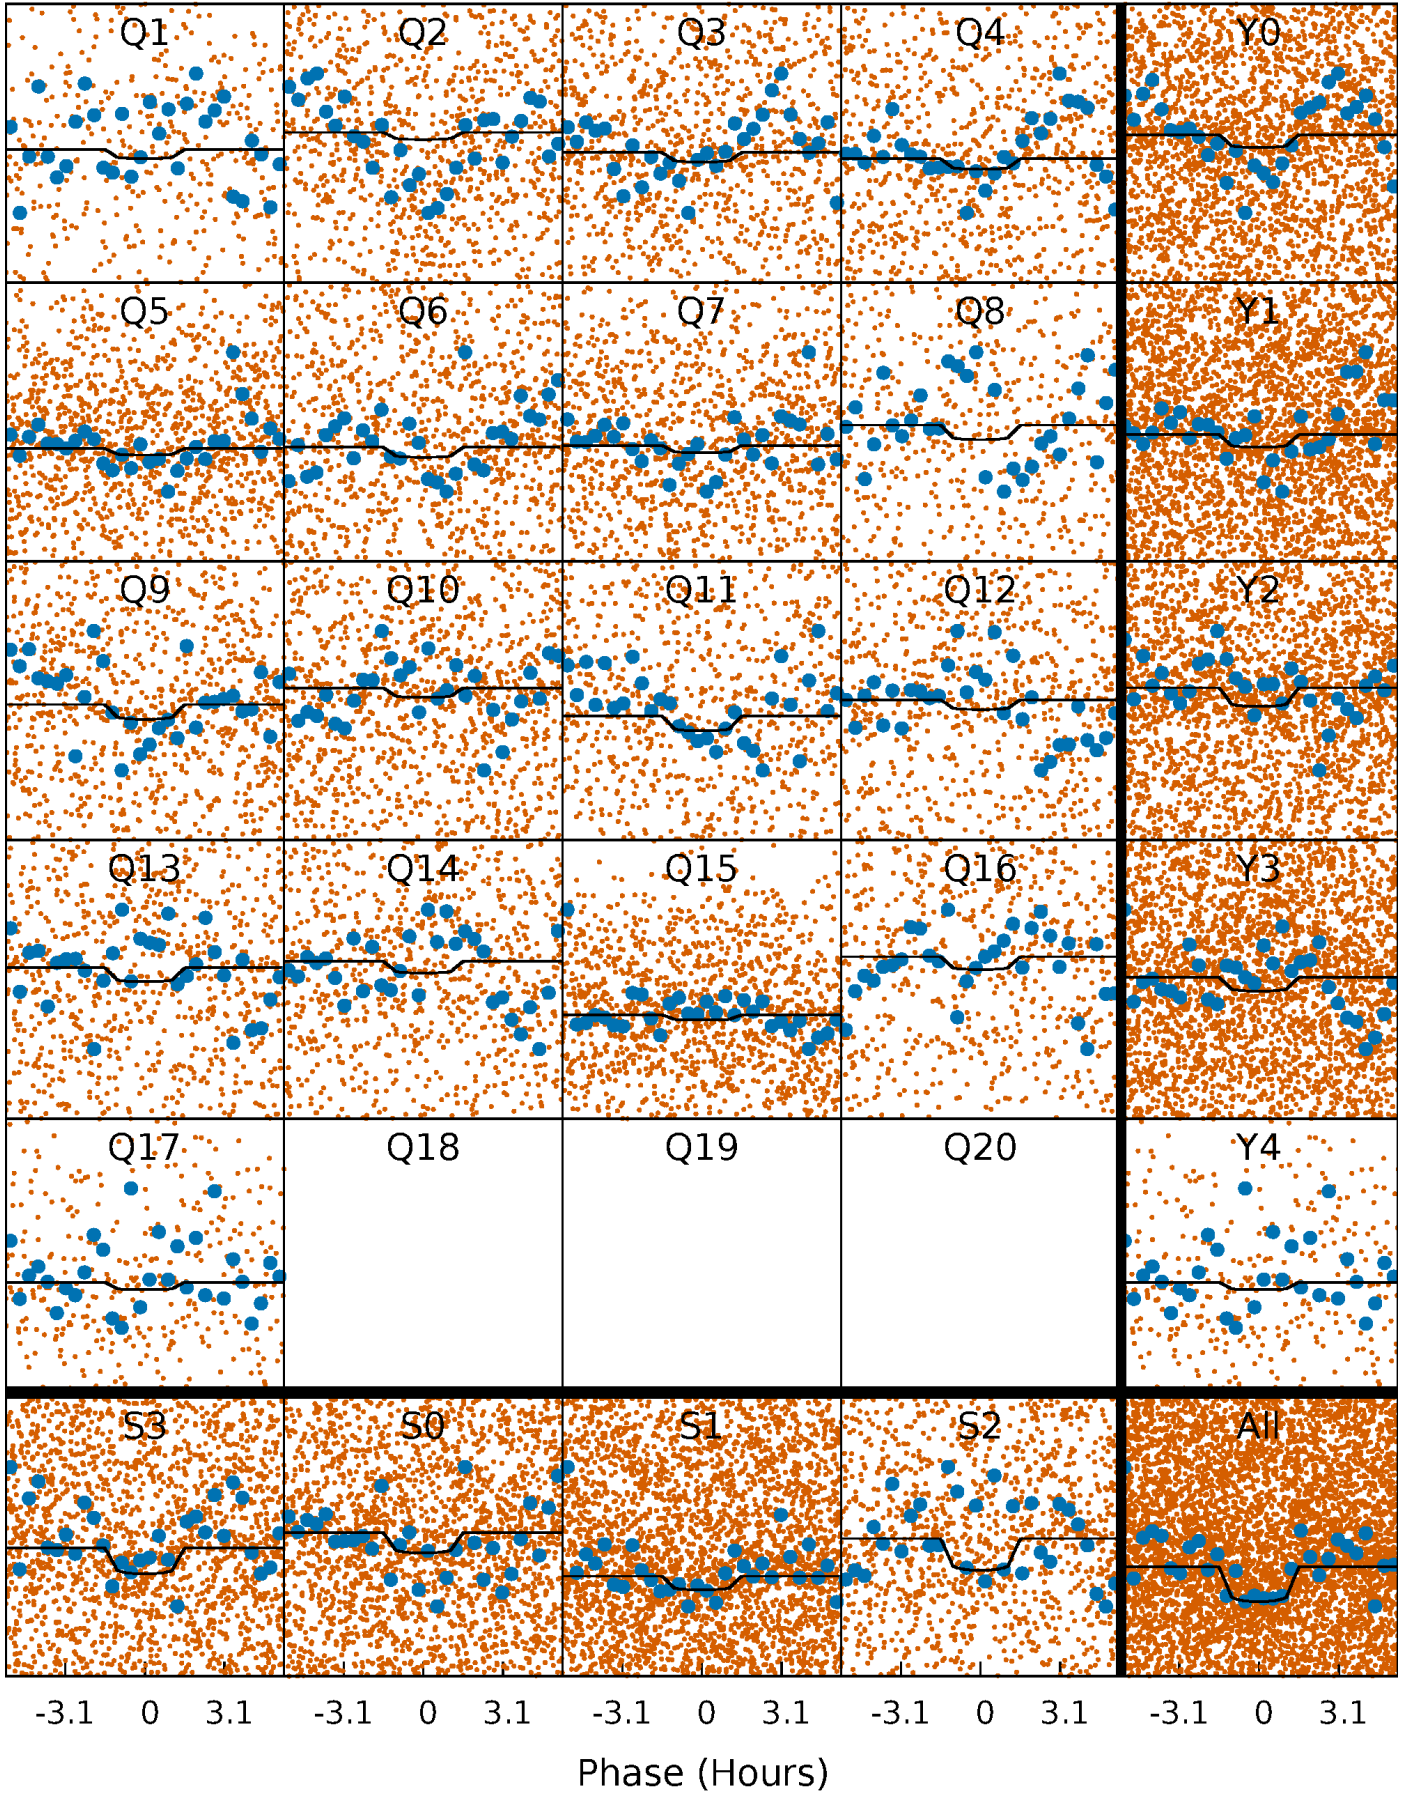 Q1 Q2 Q3 Q4 Y0
Q5 Q6 Q7 Q8 Y1
Q9 Q10 Q11 Q12 Y2
Q13 Q14 Q15 Q16 Y3
Q17 Q18 Q19 Q20 Y4
S3 S0 S1 S2 All
-3.1 0 3.1 -3.1 0 3.1 -3.1 0 3.1 -3.1 0 3.1 -3.1 0 3.1
Phase (Hours)